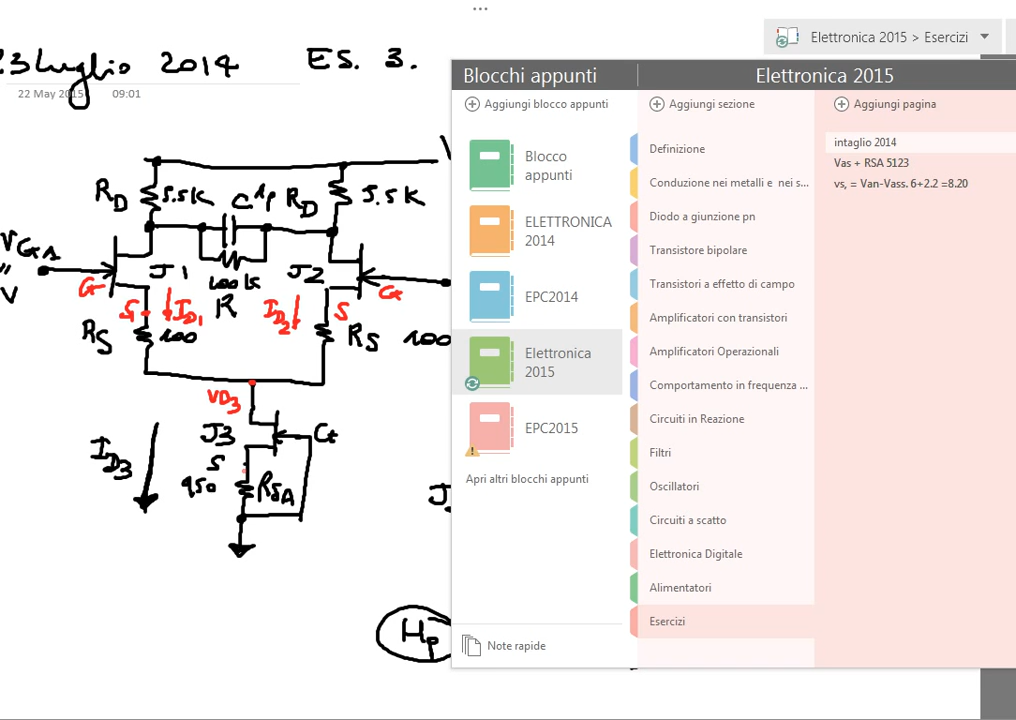 Elettronica 2015 > Esercizi
23 luglio 2014 ES. 3.
22 May 2015 09:01
Blocchi appunti
Elettronica 2015
Aggiungi blocco appunti
Aggiungi sezione
Aggiungi pagina
Blocco
appunti
ELETTRONICA
2014
EPC2014
Elettronica
2015
EPC2015
Apri altri blocchi appunti
Note rapide
Definizione
Conduzione nei metalli e nei s...
Diodo a giunzione pn
Transistore bipolare
Transistori a effetto di campo
Amplificatori con transistori
Amplificatori Operazionali
Comportamento in frequenza ...
Circuiti in Reazione
Filtri
Oscillatori
Circuiti a scatto
Elettronica Digitale
Alimentatori
Esercizi
intaglio 2014
Vas + RSA 5123
vs, = Van-Vass. 6+2.2 =8.20
V
RD 5.5K C 1p RD 5.5K
VG1
"
V
J1 100K J2
G S ID1 R ID2 S G
RS 100 RS 100
VD3
J3 G
ID3
S
950 RSA
J
Hp